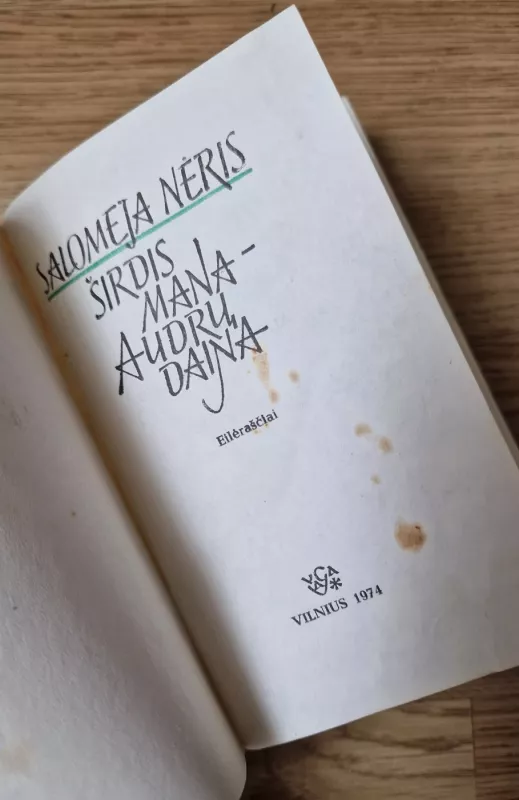 SALOMĖJA NĖRIS
ŠIRDIS
MANA –
AUDRŲ
DAINA
Eilėraščiai
VILNIUS 1974